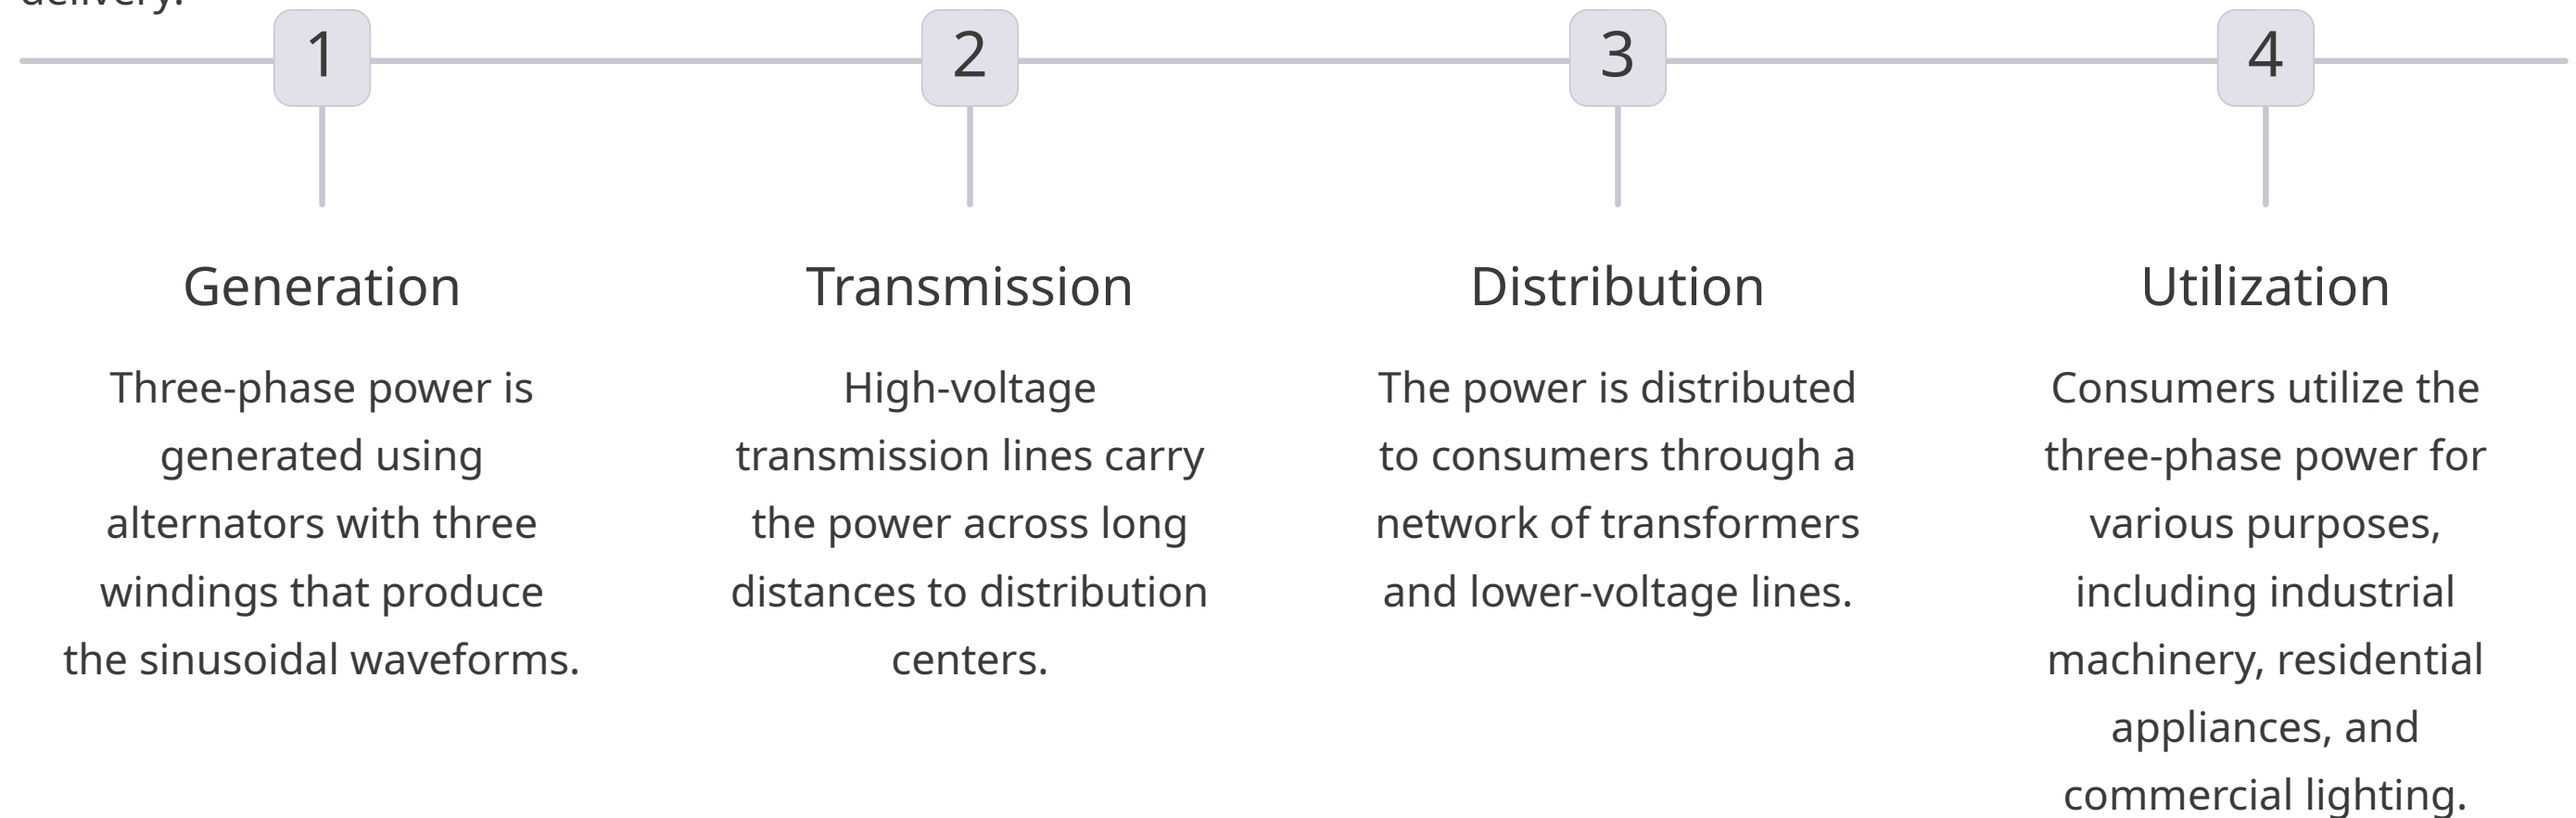 delivery.
1
2
3
4
Generation
Three-phase power is
generated using
alternators with three
windings that produce
the sinusoidal waveforms.
Transmission
High-voltage
transmission lines carry
the power across long
distances to distribution
centers.
Distribution
The power is distributed
to consumers through a
network of transformers
and lower-voltage lines.
Utilization
Consumers utilize the
three-phase power for
various purposes,
including industrial
machinery, residential
appliances, and
commercial lighting.